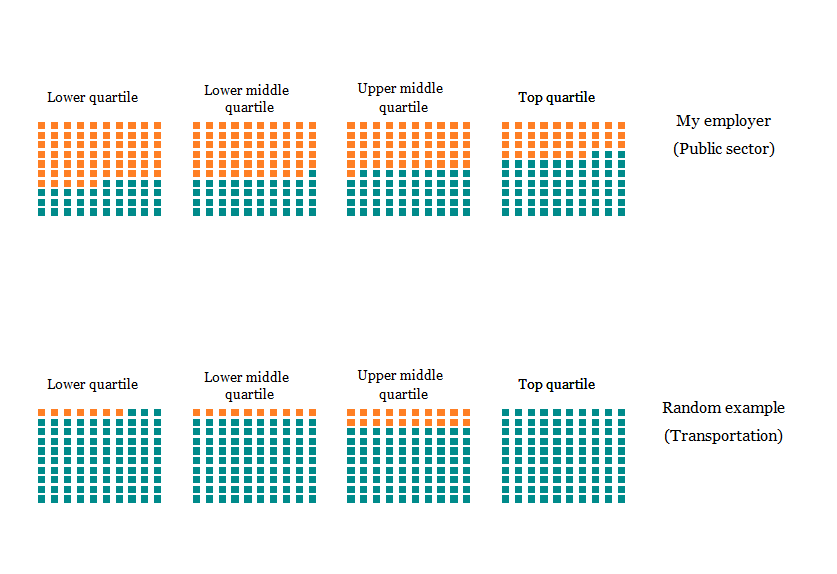 Lower quartile
Lower middle
quartile
Upper middle
quartile
Top quartile
My employer
(Public sector)
Lower quartile
Lower middle
quartile
Upper middle
quartile
Top quartile
Random example
(Transportation)